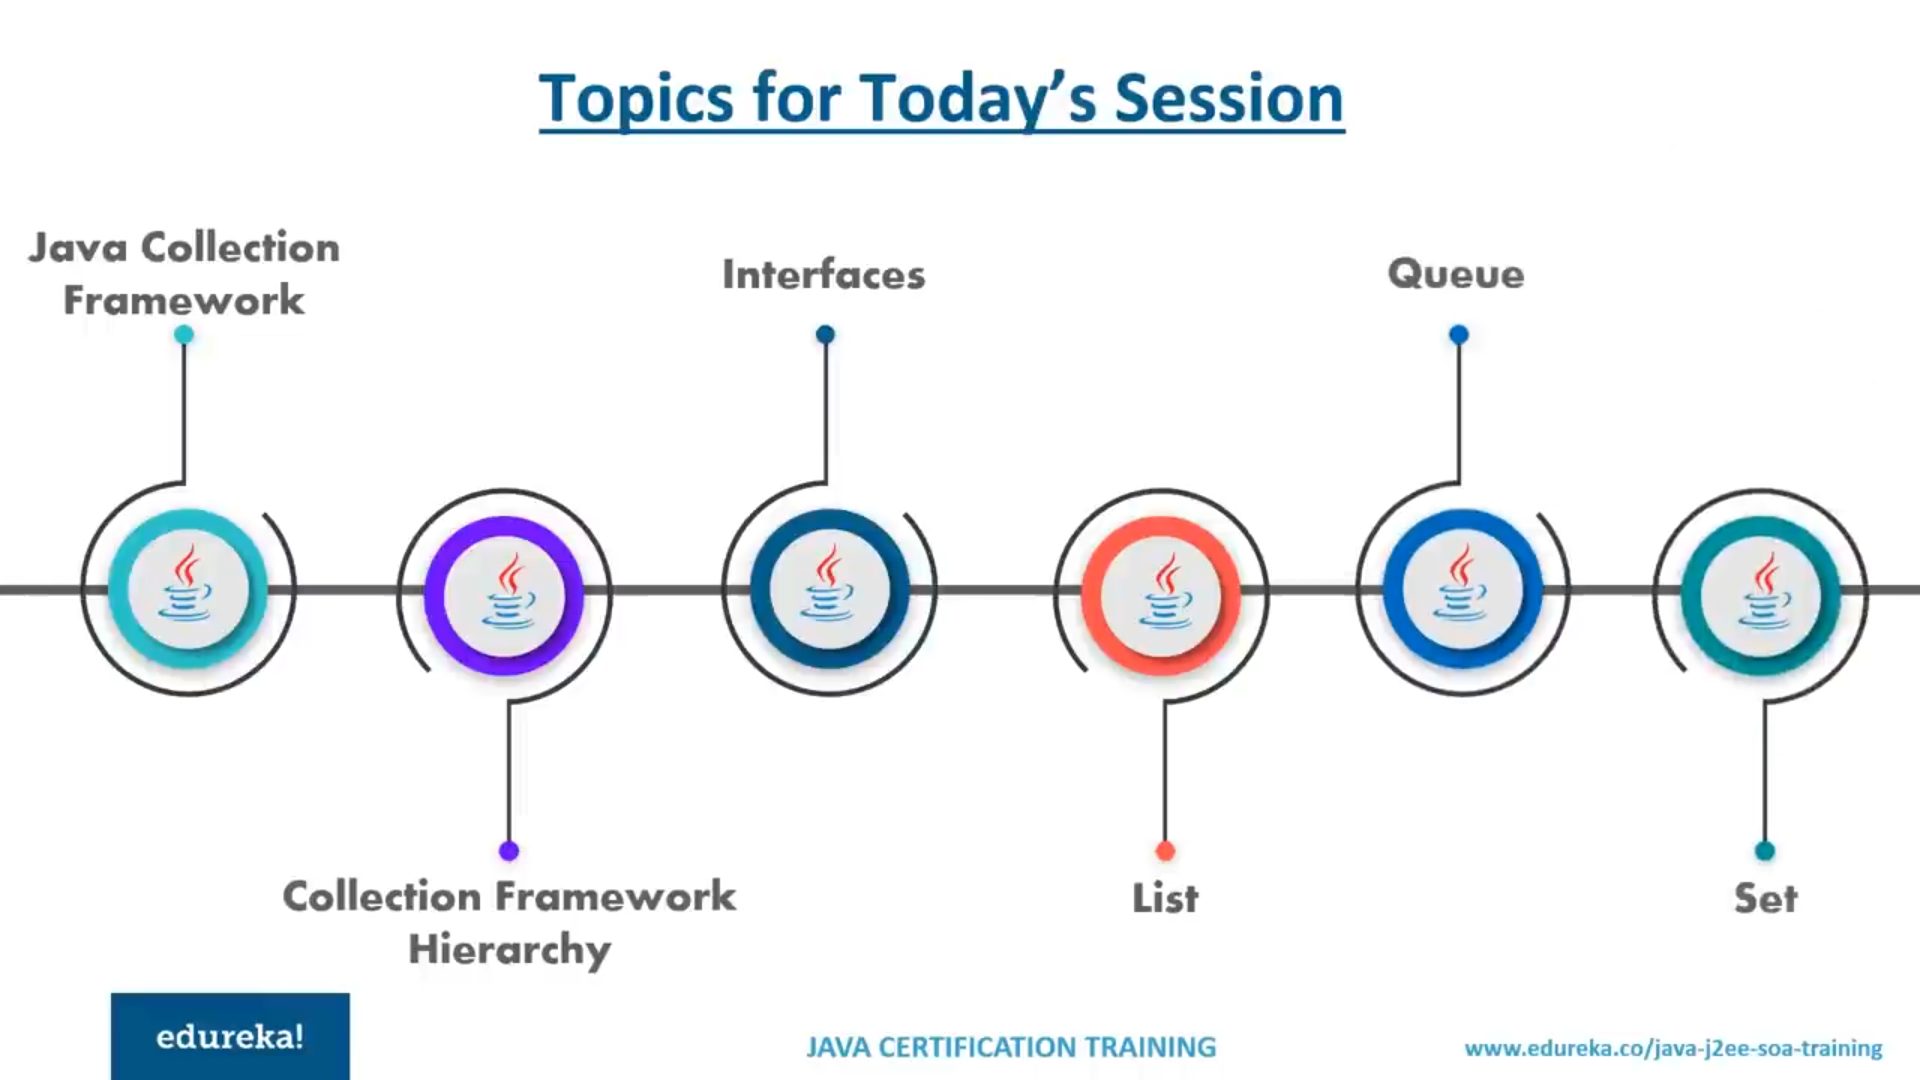 Topics for Today’s Session
Java Collection
Framework
Interfaces
Queue
Collection Framework
Hierarchy
List
Set
edureka!
JAVA CERTIFICATION TRAINING
www.edureka.co/java-j2ee-soa-training